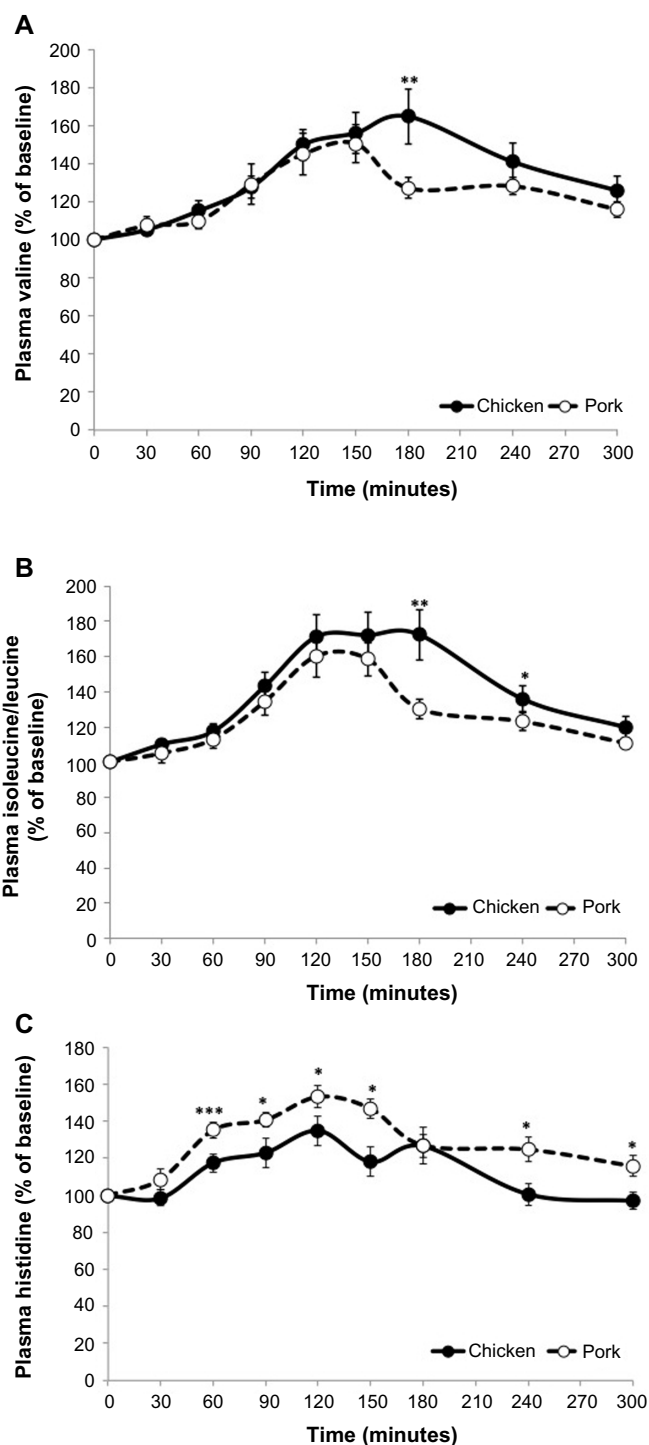 A
Plasma valine (% of baseline)
200
180
160
140
120
100
80
60
40
20
0
**
Chicken Pork
0 30 60 90 120 150 180 210 240 270 300
Time (minutes)
B
Plasma isoleucine/leucine
(% of baseline)
200
180
160
140
120
100
80
60
40
20
0
**
*
Chicken Pork
0 30 60 90 120 150 180 210 240 270 300
Time (minutes)
C
Plasma histidine (% of baseline)
180
160
140
120
100
80
60
40
20
0
*** * * * * *
Chicken Pork
0 30 60 90 120 150 180 210 240 270 300
Time (minutes)